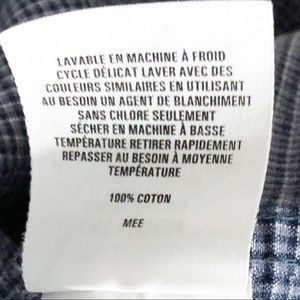 LAVABLE EN MACHINE À FROID
CYCLE DÉLICAT LAVER AVEC DES
COULEURS SIMILAIRES EN UTILISANT
AU BESOIN UN AGENT DE BLANCHIMENT
SANS CHLORE SEULEMENT
SÉCHER EN MACHINE À BASSE
TEMPÉRATURE RETIRER RAPIDEMENT
REPASSER AU BESOIN À MOYENNE
TEMPÉRATURE
100% COTON
MEE